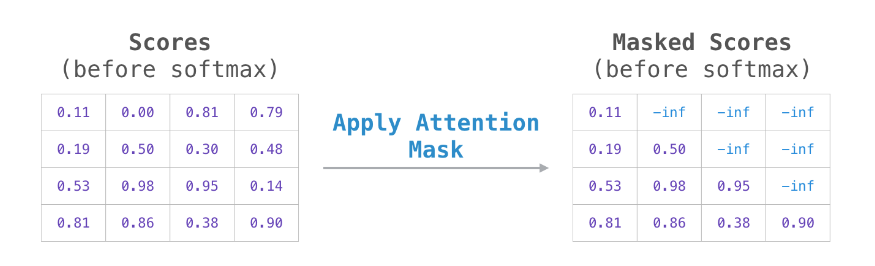 Scores
(before softmax)
0.11 0.00 0.81 0.79
0.19 0.50 0.30 0.48
0.53 0.98 0.95 0.14
0.81 0.86 0.38 0.90
Apply Attention
Mask
Masked Scores
(before softmax)
0.11 -inf -inf -inf
0.19 0.50 -inf -inf
0.53 0.98 0.95 -inf
0.81 0.86 0.38 0.90